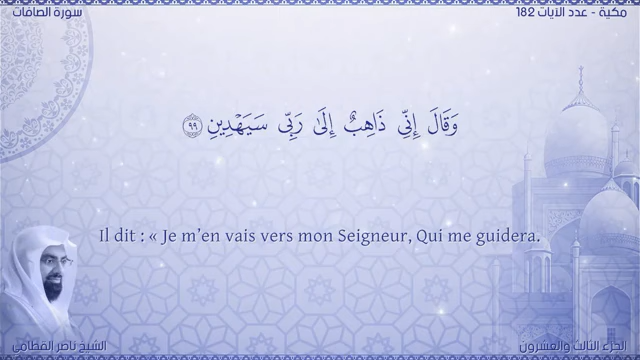 مكية - عدد الآيات 182
سورة الصافات
وَقَالَ إِنِّي ذَاهِبٌ إِلَىٰ رَبِّي سَيَهْدِينِ ٩٩
Il dit : « Je m’en vais vers mon Seigneur, Qui me guidera.
الجزء الثالث والعشرون
الشيخ ناصر القطامي